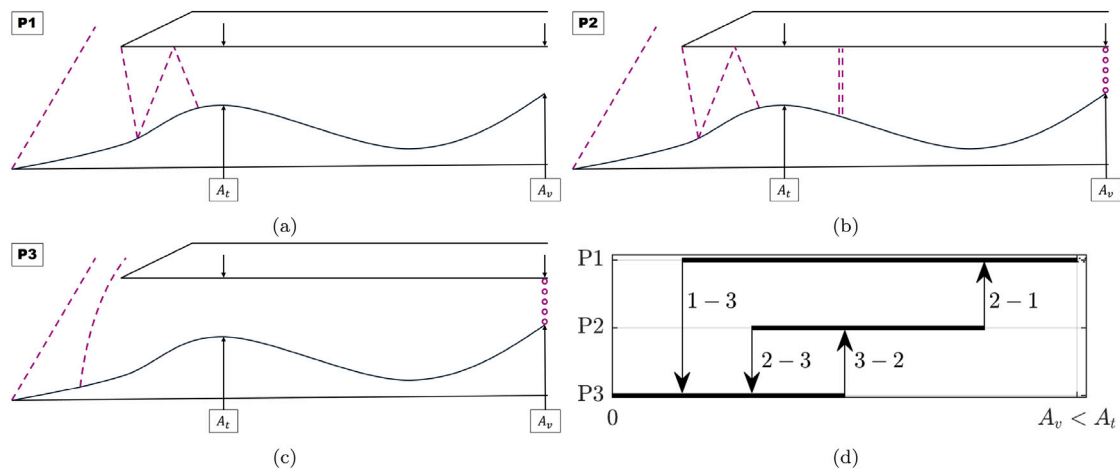 P1
A_t
A_v
(a)
P2
A_t
A_v
(b)
P3
A_t
A_v
(c)
P1
1 − 3
2 − 1
P2
2 − 3
3 − 2
P3
0
A_v < A_t
(d)